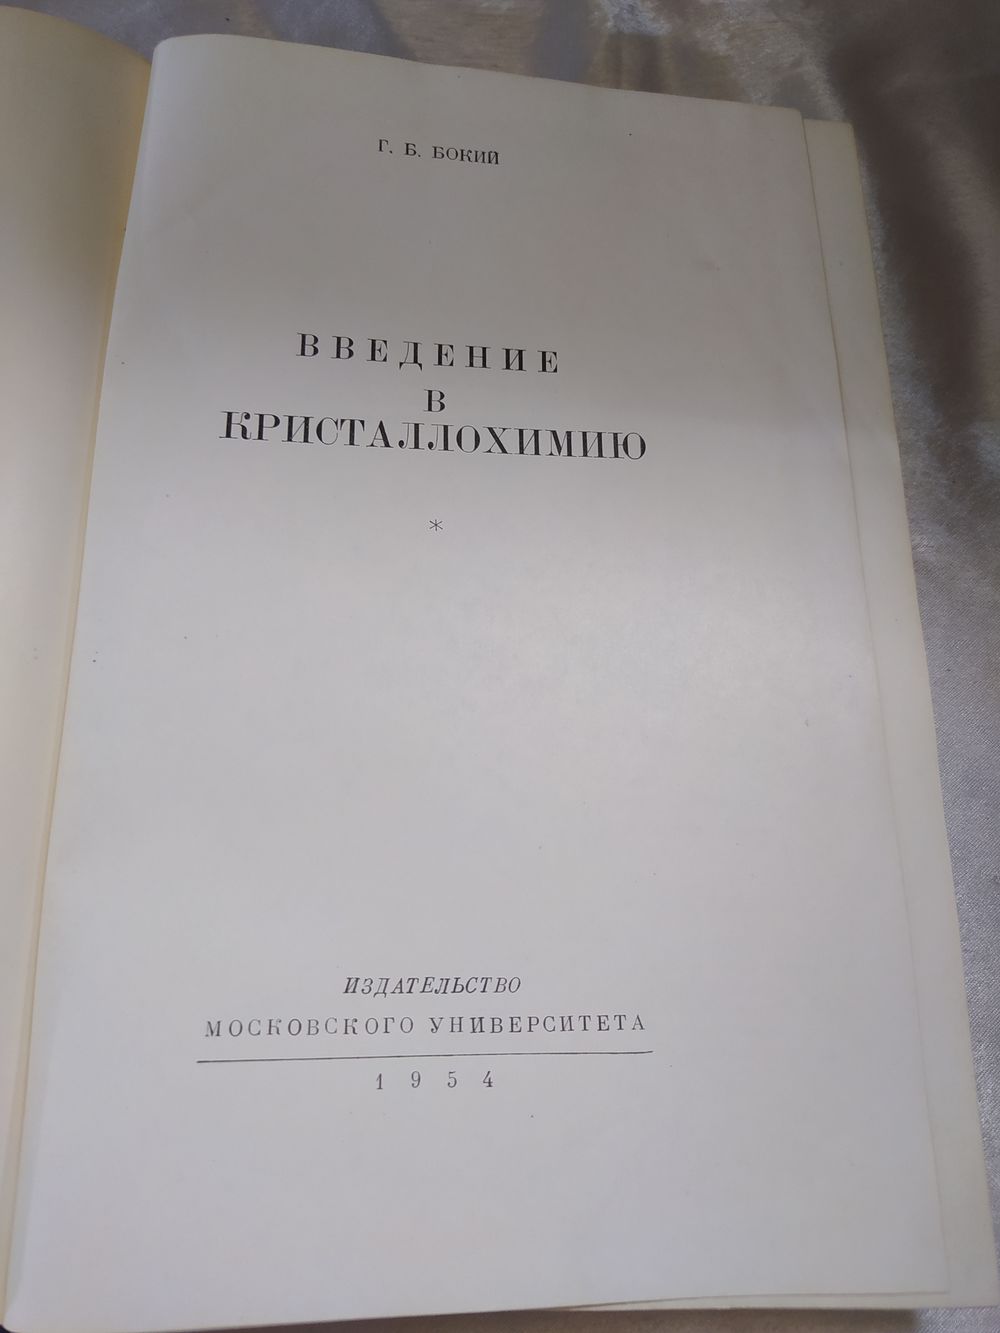 Г. Б. БОКИЙ
ВВЕДЕНИЕ
В
КРИСТАЛЛОХИМИЮ
*
ИЗДАТЕЛЬСТВО
МОСКОВСКОГО УНИВЕРСИТЕТА
1954